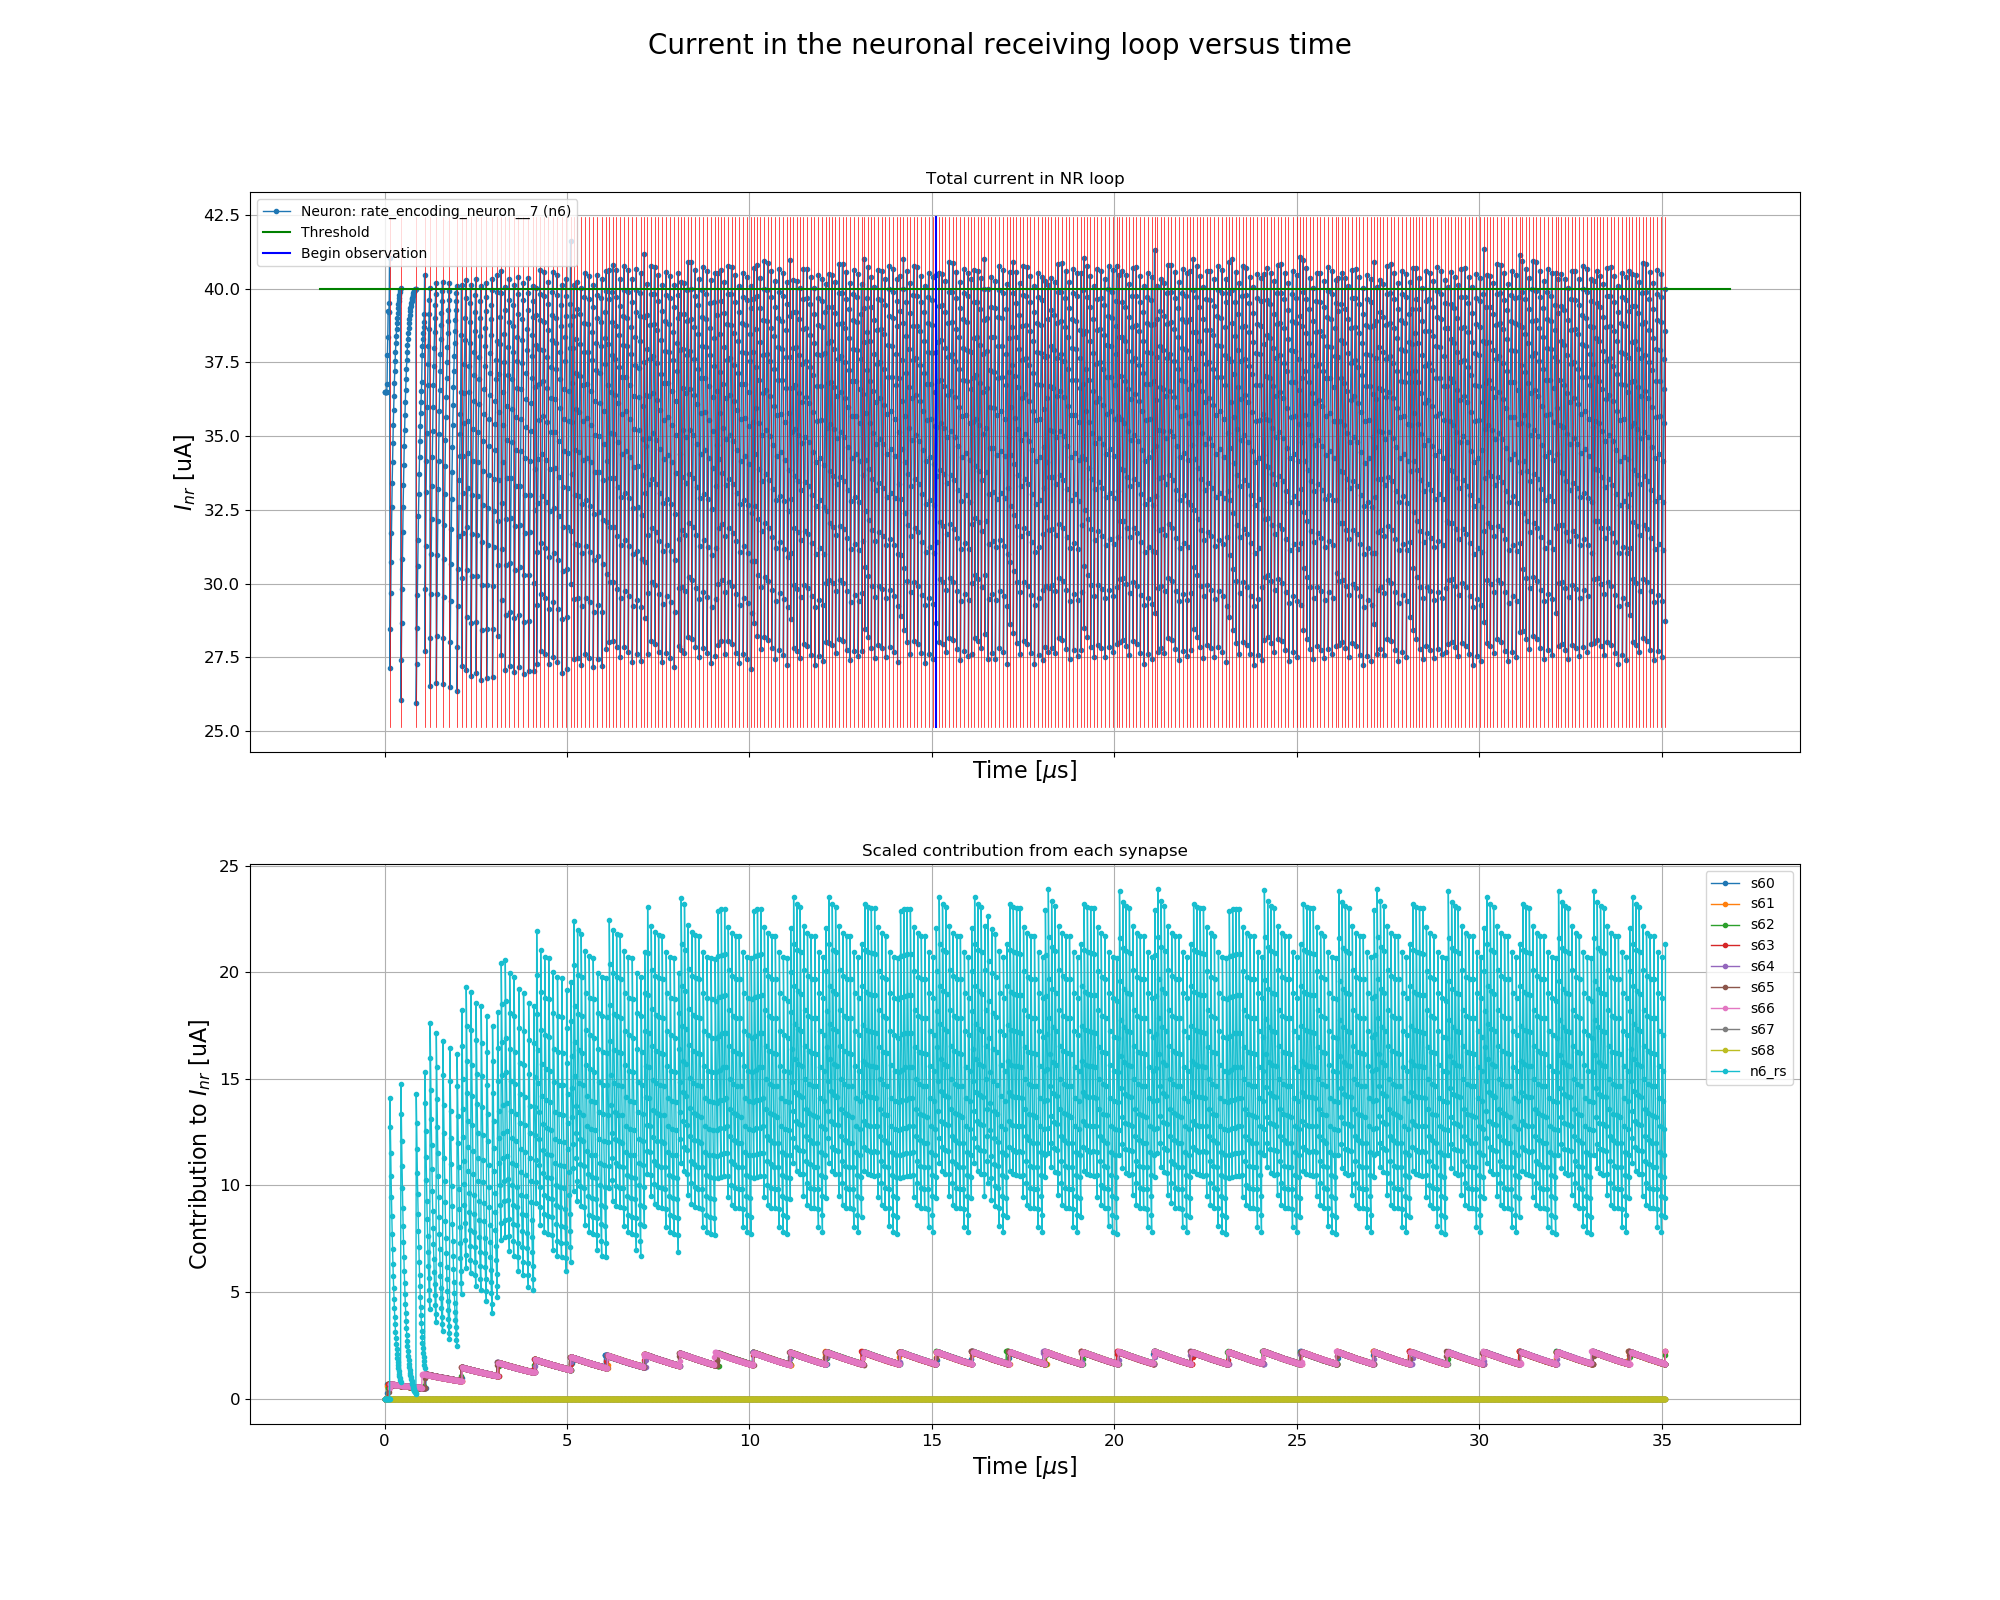 Current in the neuronal receiving loop versus time
Total current in NR loop
Neuron: rate_encoding_neuron__7 (n6)
Threshold
Begin observation
42.5
40.0
37.5
35.0
32.5
30.0
27.5
25.0
I_nr [uA]
Time [μs]
Scaled contribution from each synapse
25
20
15
10
5
0
Contribution to I_nr [uA]
s60
s61
s62
s63
s64
s65
s66
s67
s68
n6_rs
0 5 10 15 20 25 30 35
Time [μs]